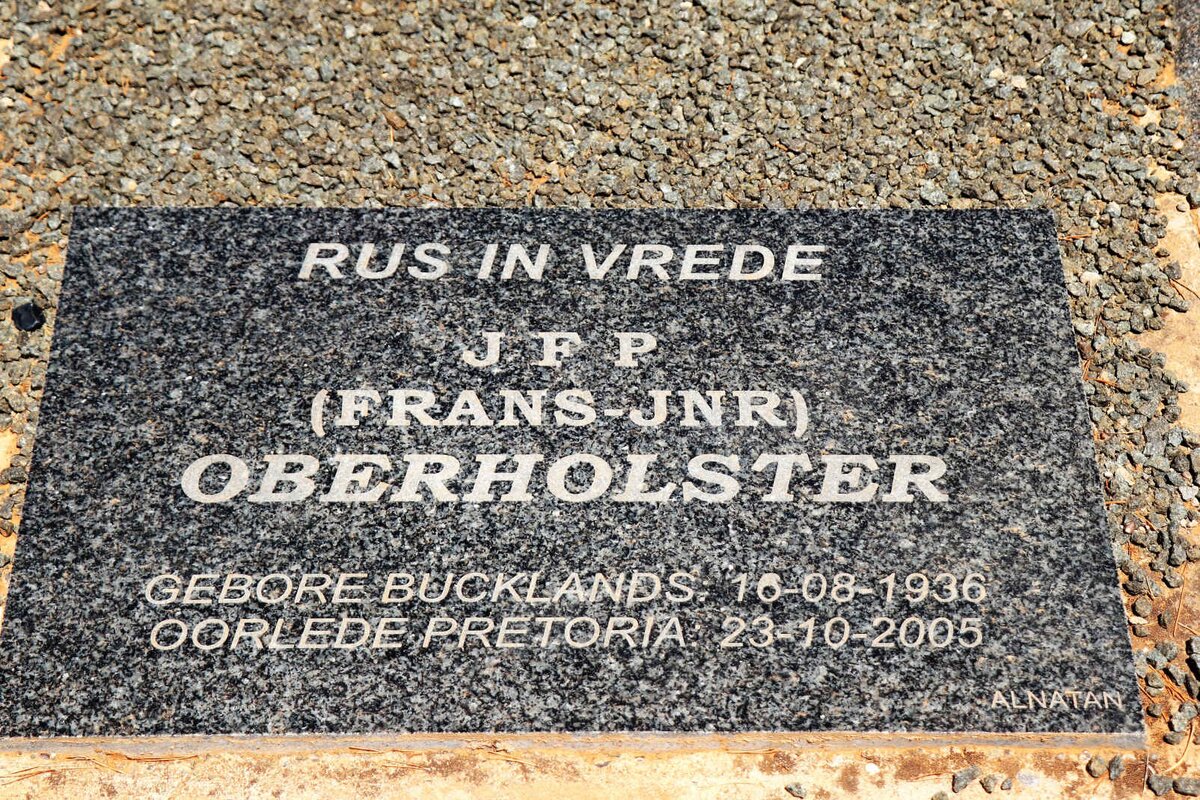 RUS IN VREDE
J F P
(FRANS-JNR)
OBERHOLSTER
GEBORE BUCKLANDS. 16-08-1936
OORLEDE PRETORIA. 23-10-2005
ALNATAN